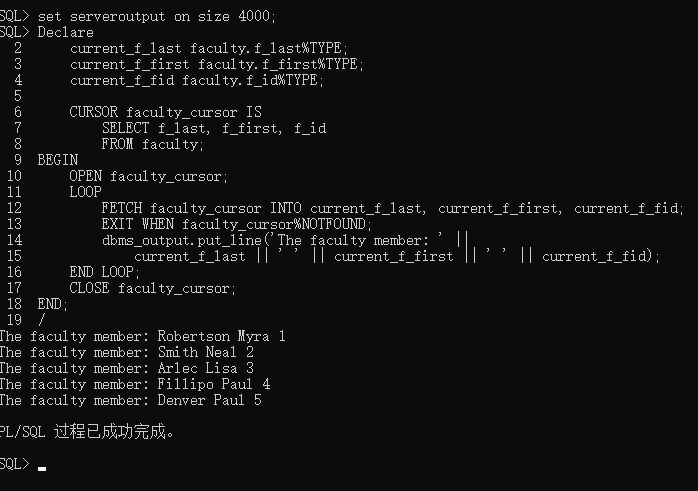 SQL> set serveroutput on size 4000;
SQL> Declare
  2      current_f_last faculty.f_last%TYPE;
  3      current_f_first faculty.f_first%TYPE;
  4      current_f_fid faculty.f_id%TYPE;
  5
  6      CURSOR faculty_cursor IS
  7          SELECT f_last, f_first, f_id
  8          FROM faculty;
  9  BEGIN
 10      OPEN faculty_cursor;
 11      LOOP
 12          FETCH faculty_cursor INTO current_f_last, current_f_first, current_f_fid;
 13          EXIT WHEN faculty_cursor%NOTFOUND;
 14          dbms_output.put_line('The faculty member: ' ||
 15              current_f_last || ' ' || current_f_first || ' ' || current_f_fid);
 16      END LOOP;
 17      CLOSE faculty_cursor;
 18  END;
 19  /
The faculty member: Robertson Myra 1
The faculty member: Smith Neal 2
The faculty member: Arlec Lisa 3
The faculty member: Fillipo Paul 4
The faculty member: Denver Paul 5
PL/SQL 过程已成功完成。
SQL>